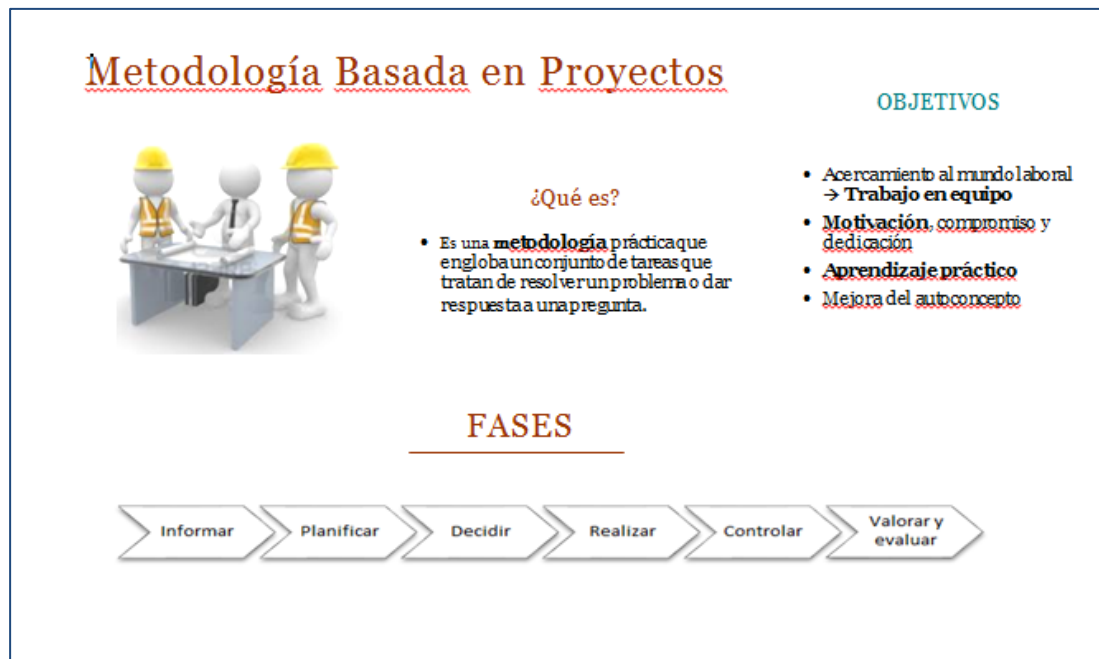 Metodología Basada en Proyectos
¿Qué es?
• Es una metodología práctica que
engloba un conjunto de tareas que
tratan de resolver un problema o dar
respuesta a una pregunta.
OBJETIVOS
• Acercamiento al mundo laboral
→ Trabajo en equipo
• Motivación, compromiso y
dedicación
• Aprendizaje práctico
• Mejora del autoconcepto
FASES
Informar
Planificar
Decidir
Realizar
Controlar
Valorar y
evaluar